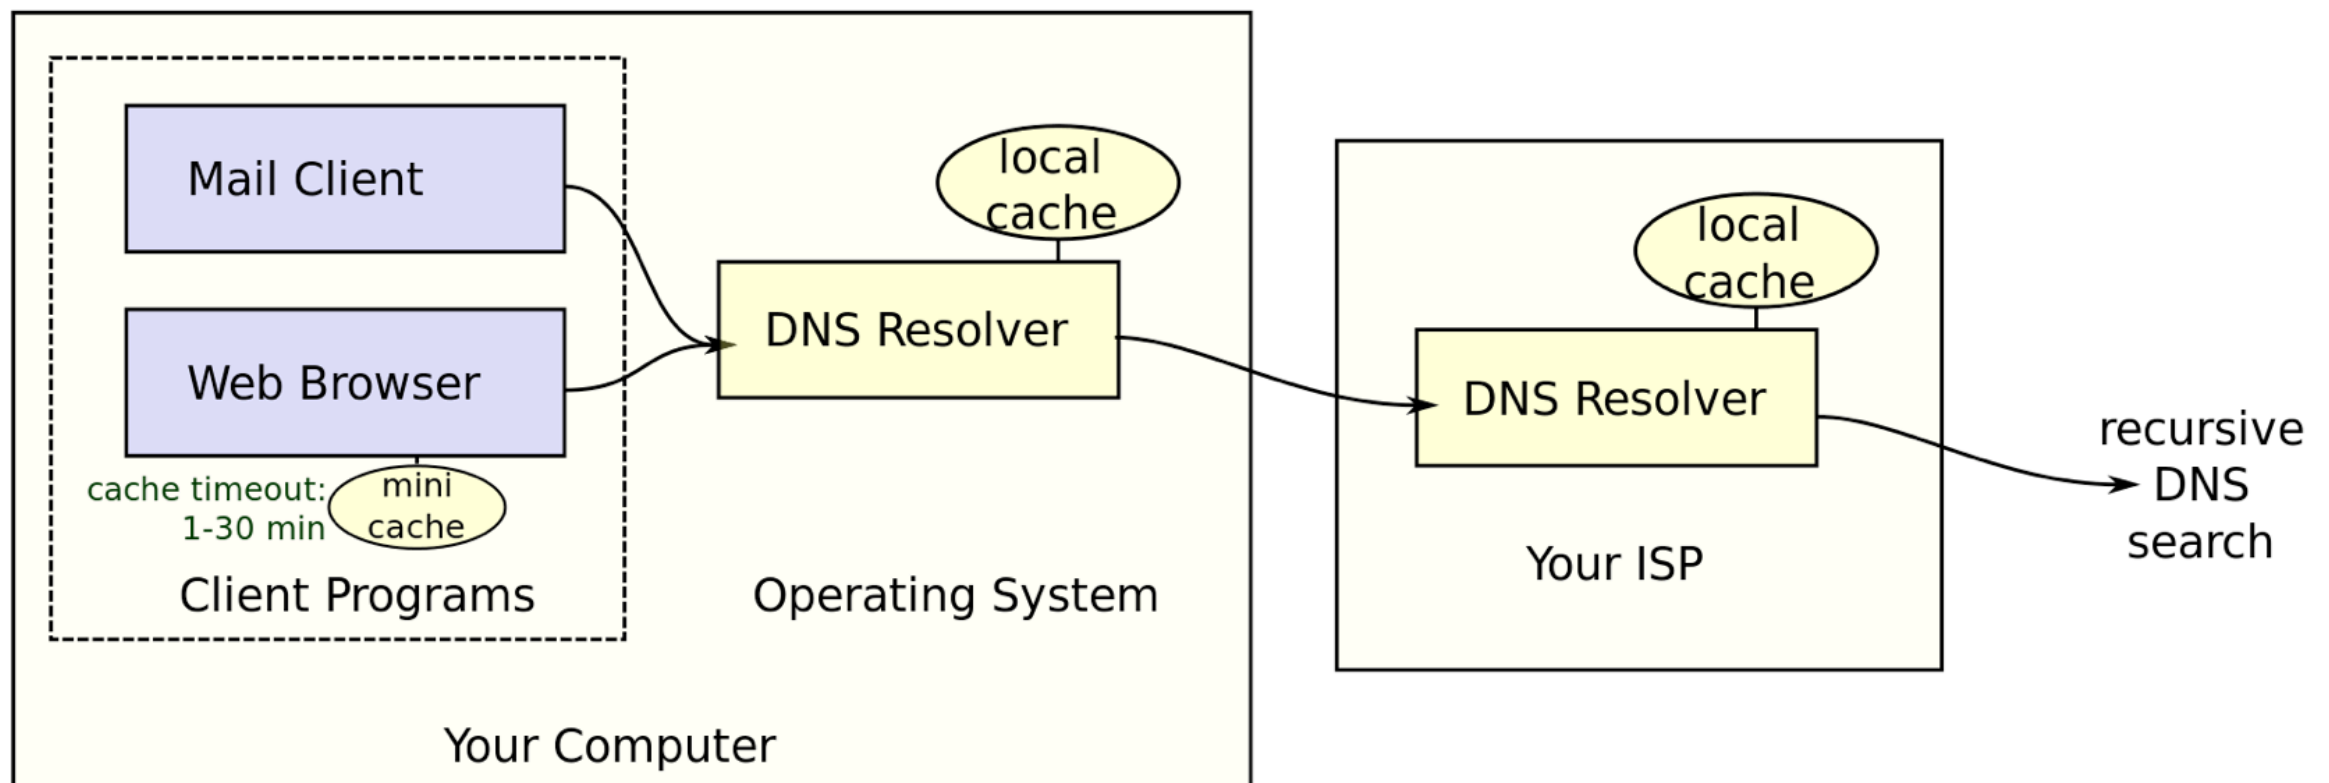 Mail Client
Web Browser
cache timeout:
1-30 min
mini
cache
Client Programs
local
cache
DNS Resolver
Operating System
Your Computer
local
cache
DNS Resolver
Your ISP
recursive
DNS
search